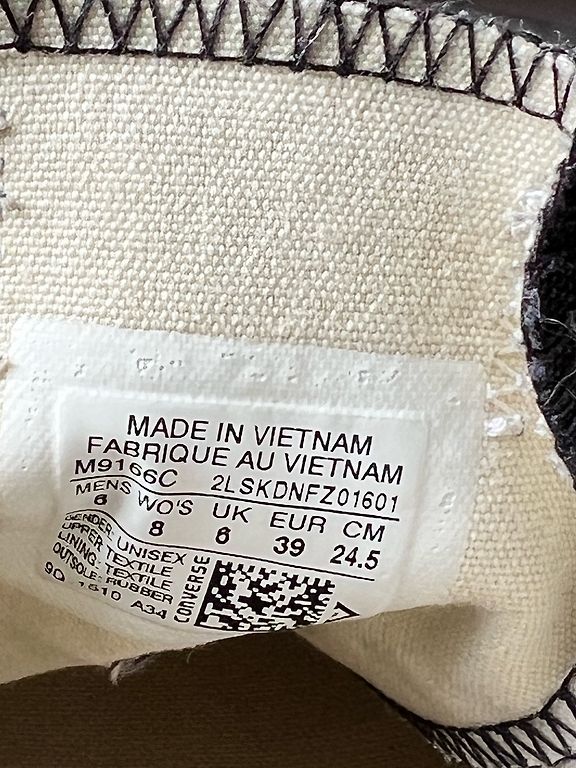 MADE IN VIETNAM
FABRIQUE AU VIETNAM
M9166C 2LSKDNFZ01601
MENS WO'S UK EUR CM
6 8 6 39 24.5
GENDER: UNISEX
UPPER: TEXTILE
LINING: TEXTILE
OUTSOLE: RUBBER
9D 1510 A34
CONVERSE